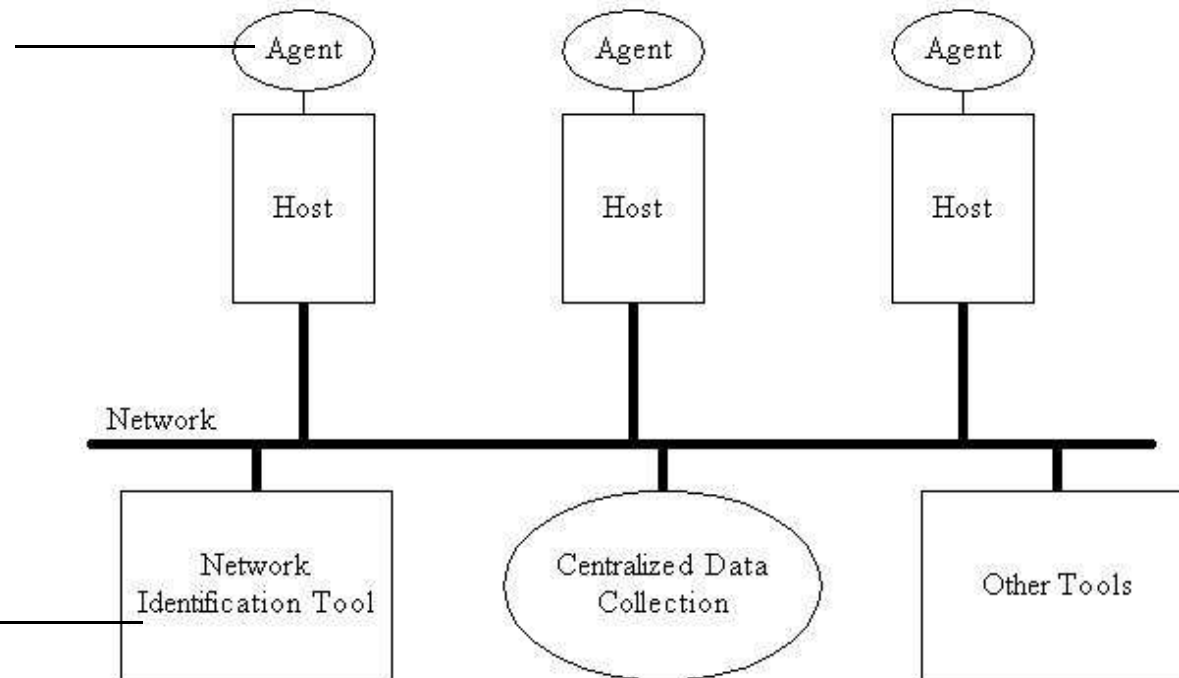 Agent
Agent
Agent
Host
Host
Host
Network
Network
Identification Tool
Centralized Data
Collection
Other Tools